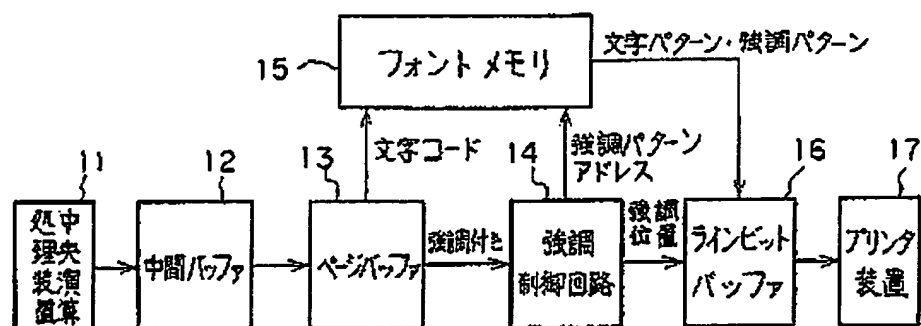 15
フォントメモリ
文字パターン・強調パターン
文字コード
強調パターン
アドレス
11
中央演算
処理装置
12
中間バッファ
13
ページバッファ
強調付き
14
強調
制御回路
強調
位置
16
ラインビット
バッファ
17
プリンタ
装置